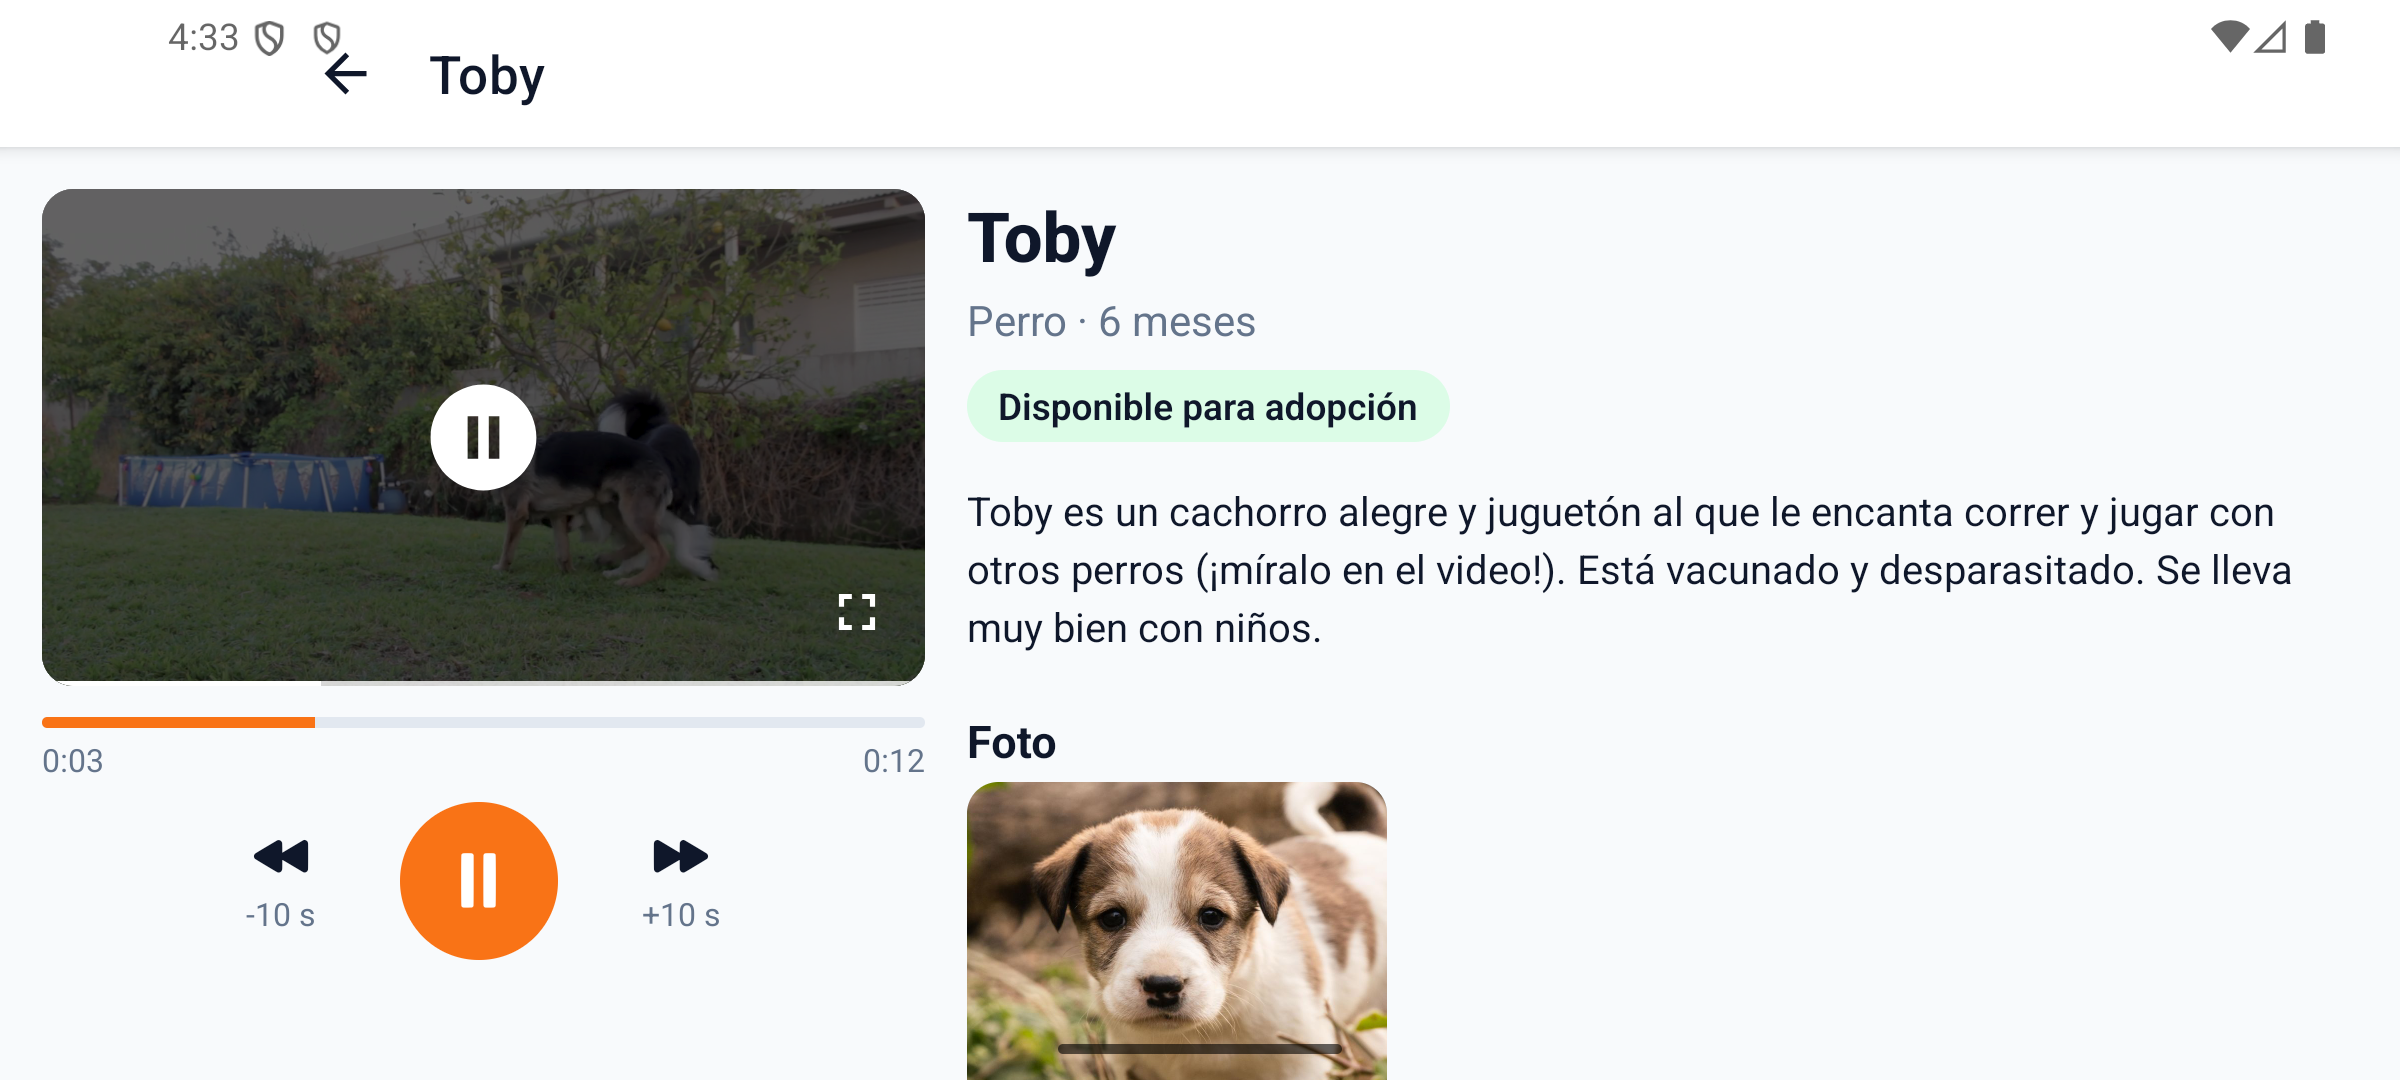 4:33
Toby
Toby
Perro · 6 meses
Disponible para adopción
Toby es un cachorro alegre y juguetón al que le encanta correr y jugar con
otros perros (¡míralo en el video!). Está vacunado y desparasitado. Se lleva
muy bien con niños.
0:03
0:12
-10 s
+10 s
Foto